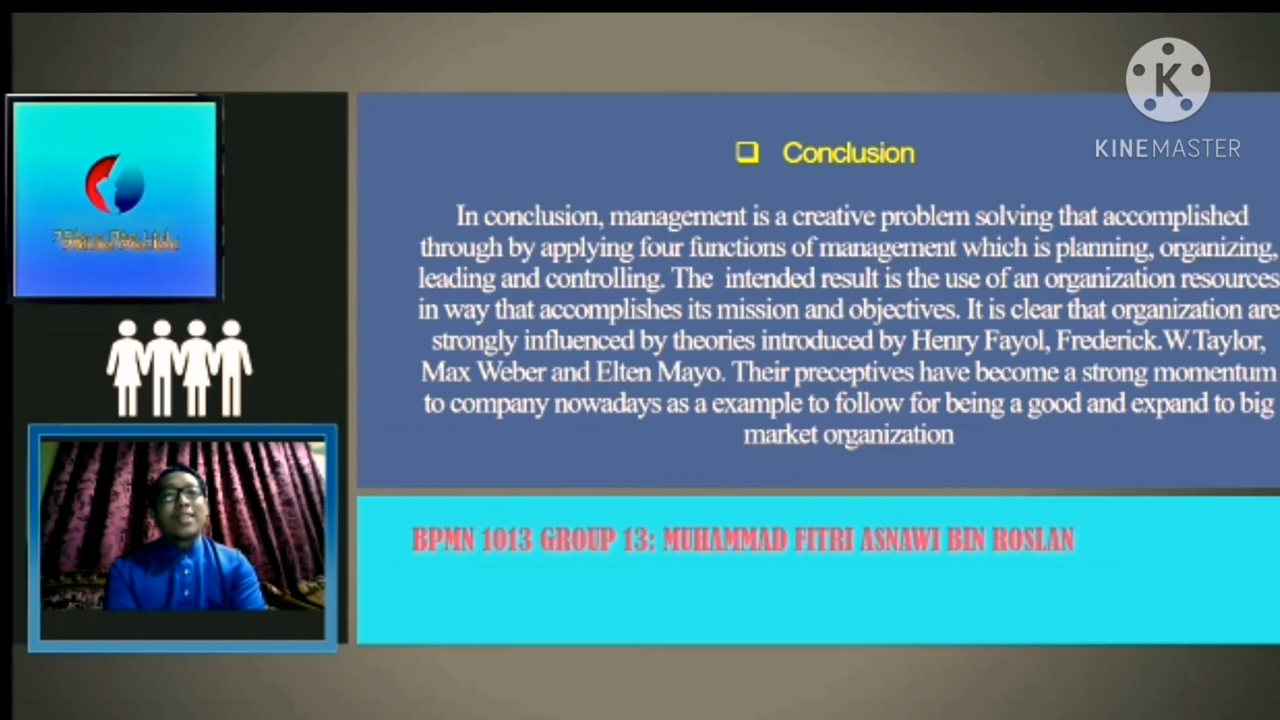 KINEMASTER
❑ Conclusion
In conclusion, management is a creative problem solving that accomplished
through by applying four functions of management which is planning, organizing,
leading and controlling. The intended result is the use of an organization resources
in way that accomplishes its mission and objectives. It is clear that organization are
strongly influenced by theories introduced by Henry Fayol, Frederick.W.Taylor,
Max Weber and Elten Mayo. Their preceptives have become a strong momentum
to company nowadays as a example to follow for being a good and expand to big
market organization
BPMN 1013 GROUP 13: MUHAMMAD FITRI ASNAWI BIN ROSLAN